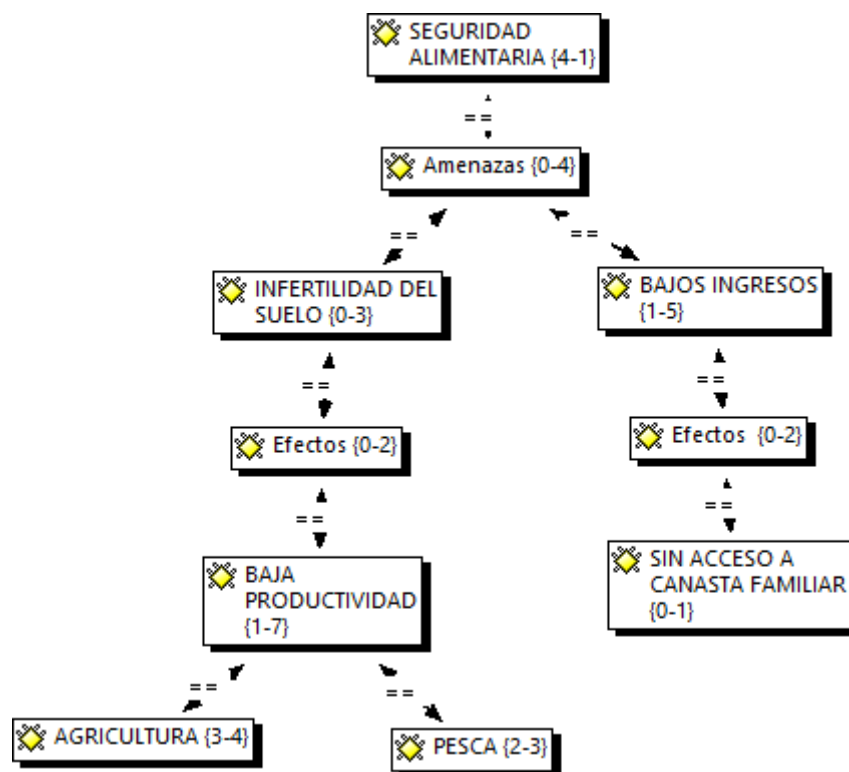 SEGURIDAD
ALIMENTARIA {4-1}
==
Amenazas {0-4}
==
==
INFERTILIDAD DEL
SUELO {0-3}
BAJOS INGRESOS
{1-5}
==
==
Efectos {0-2}
Efectos {0-2}
==
==
BAJA
PRODUCTIVIDAD
{1-7}
SIN ACCESO A
CANASTA FAMILIAR
{0-1}
==
==
AGRICULTURA {3-4}
PESCA {2-3}